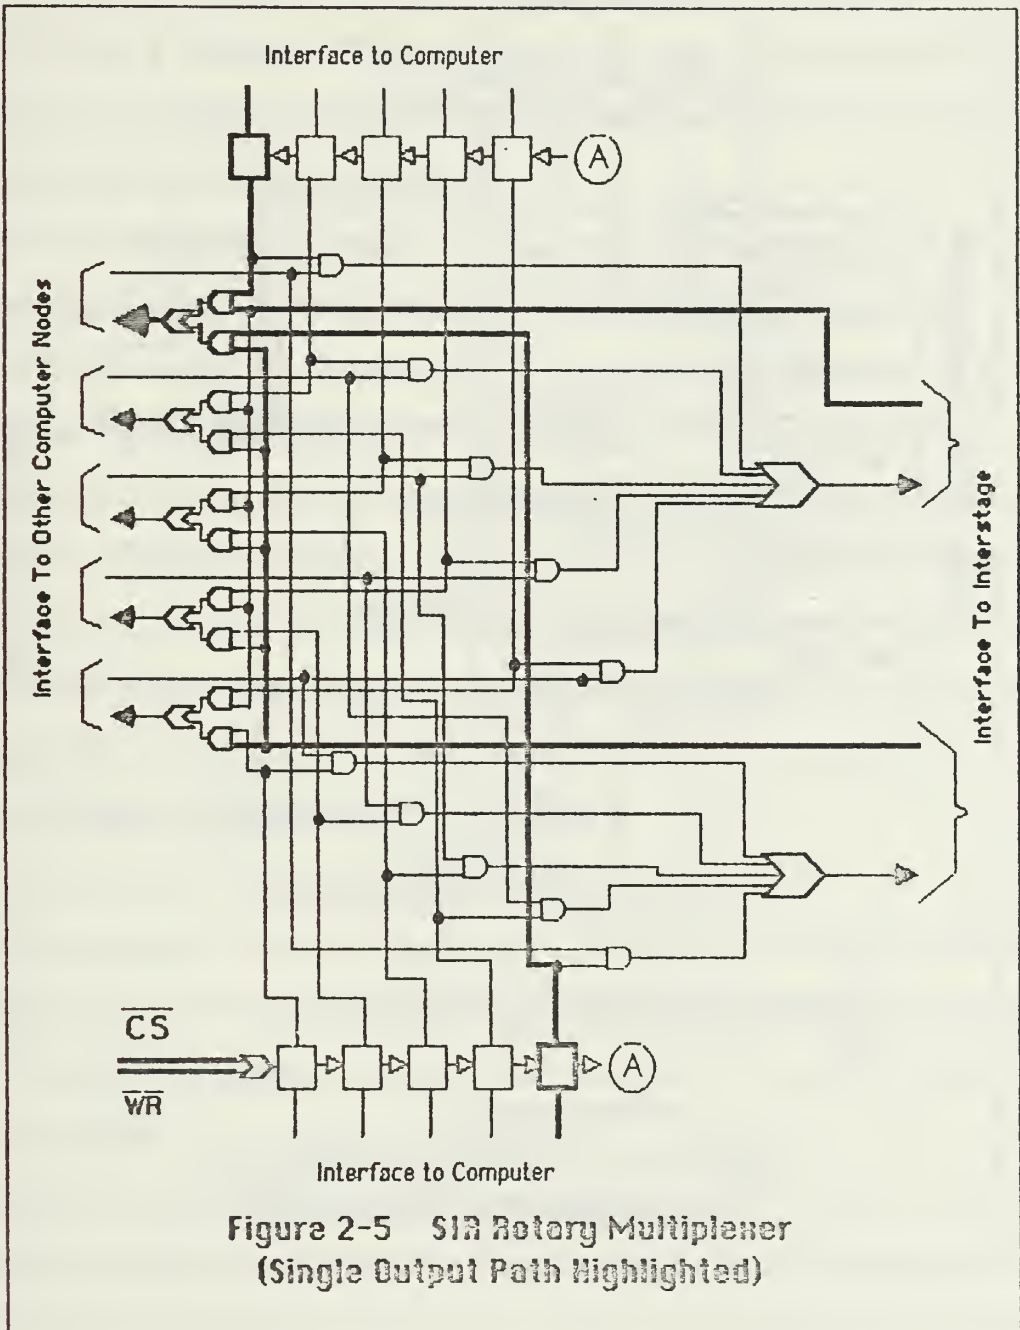 Interface to Computer
A
Interface To Other Computer Nodes
Interface To Interstage
CS
WR
A
Interface to Computer
Figure 2-5 SIR Rotary Multiplexer
(Single Output Path Highlighted)